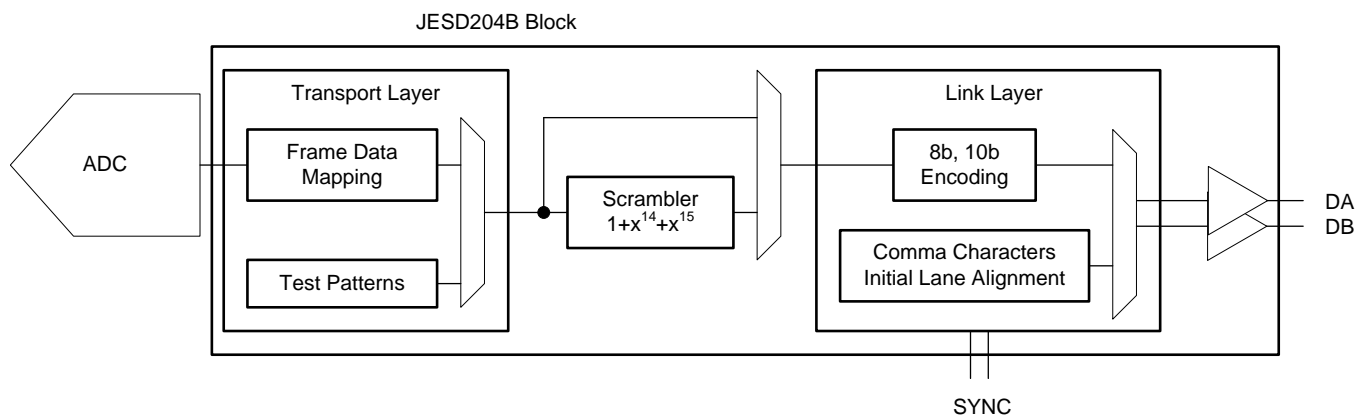 JESD204B Block
Transport Layer
Link Layer
ADC
Frame Data
Mapping
Test Patterns
Scrambler
1+x¹⁴+x¹⁵
8b, 10b
Encoding
Comma Characters
Initial Lane Alignment
DA
DB
SYNC